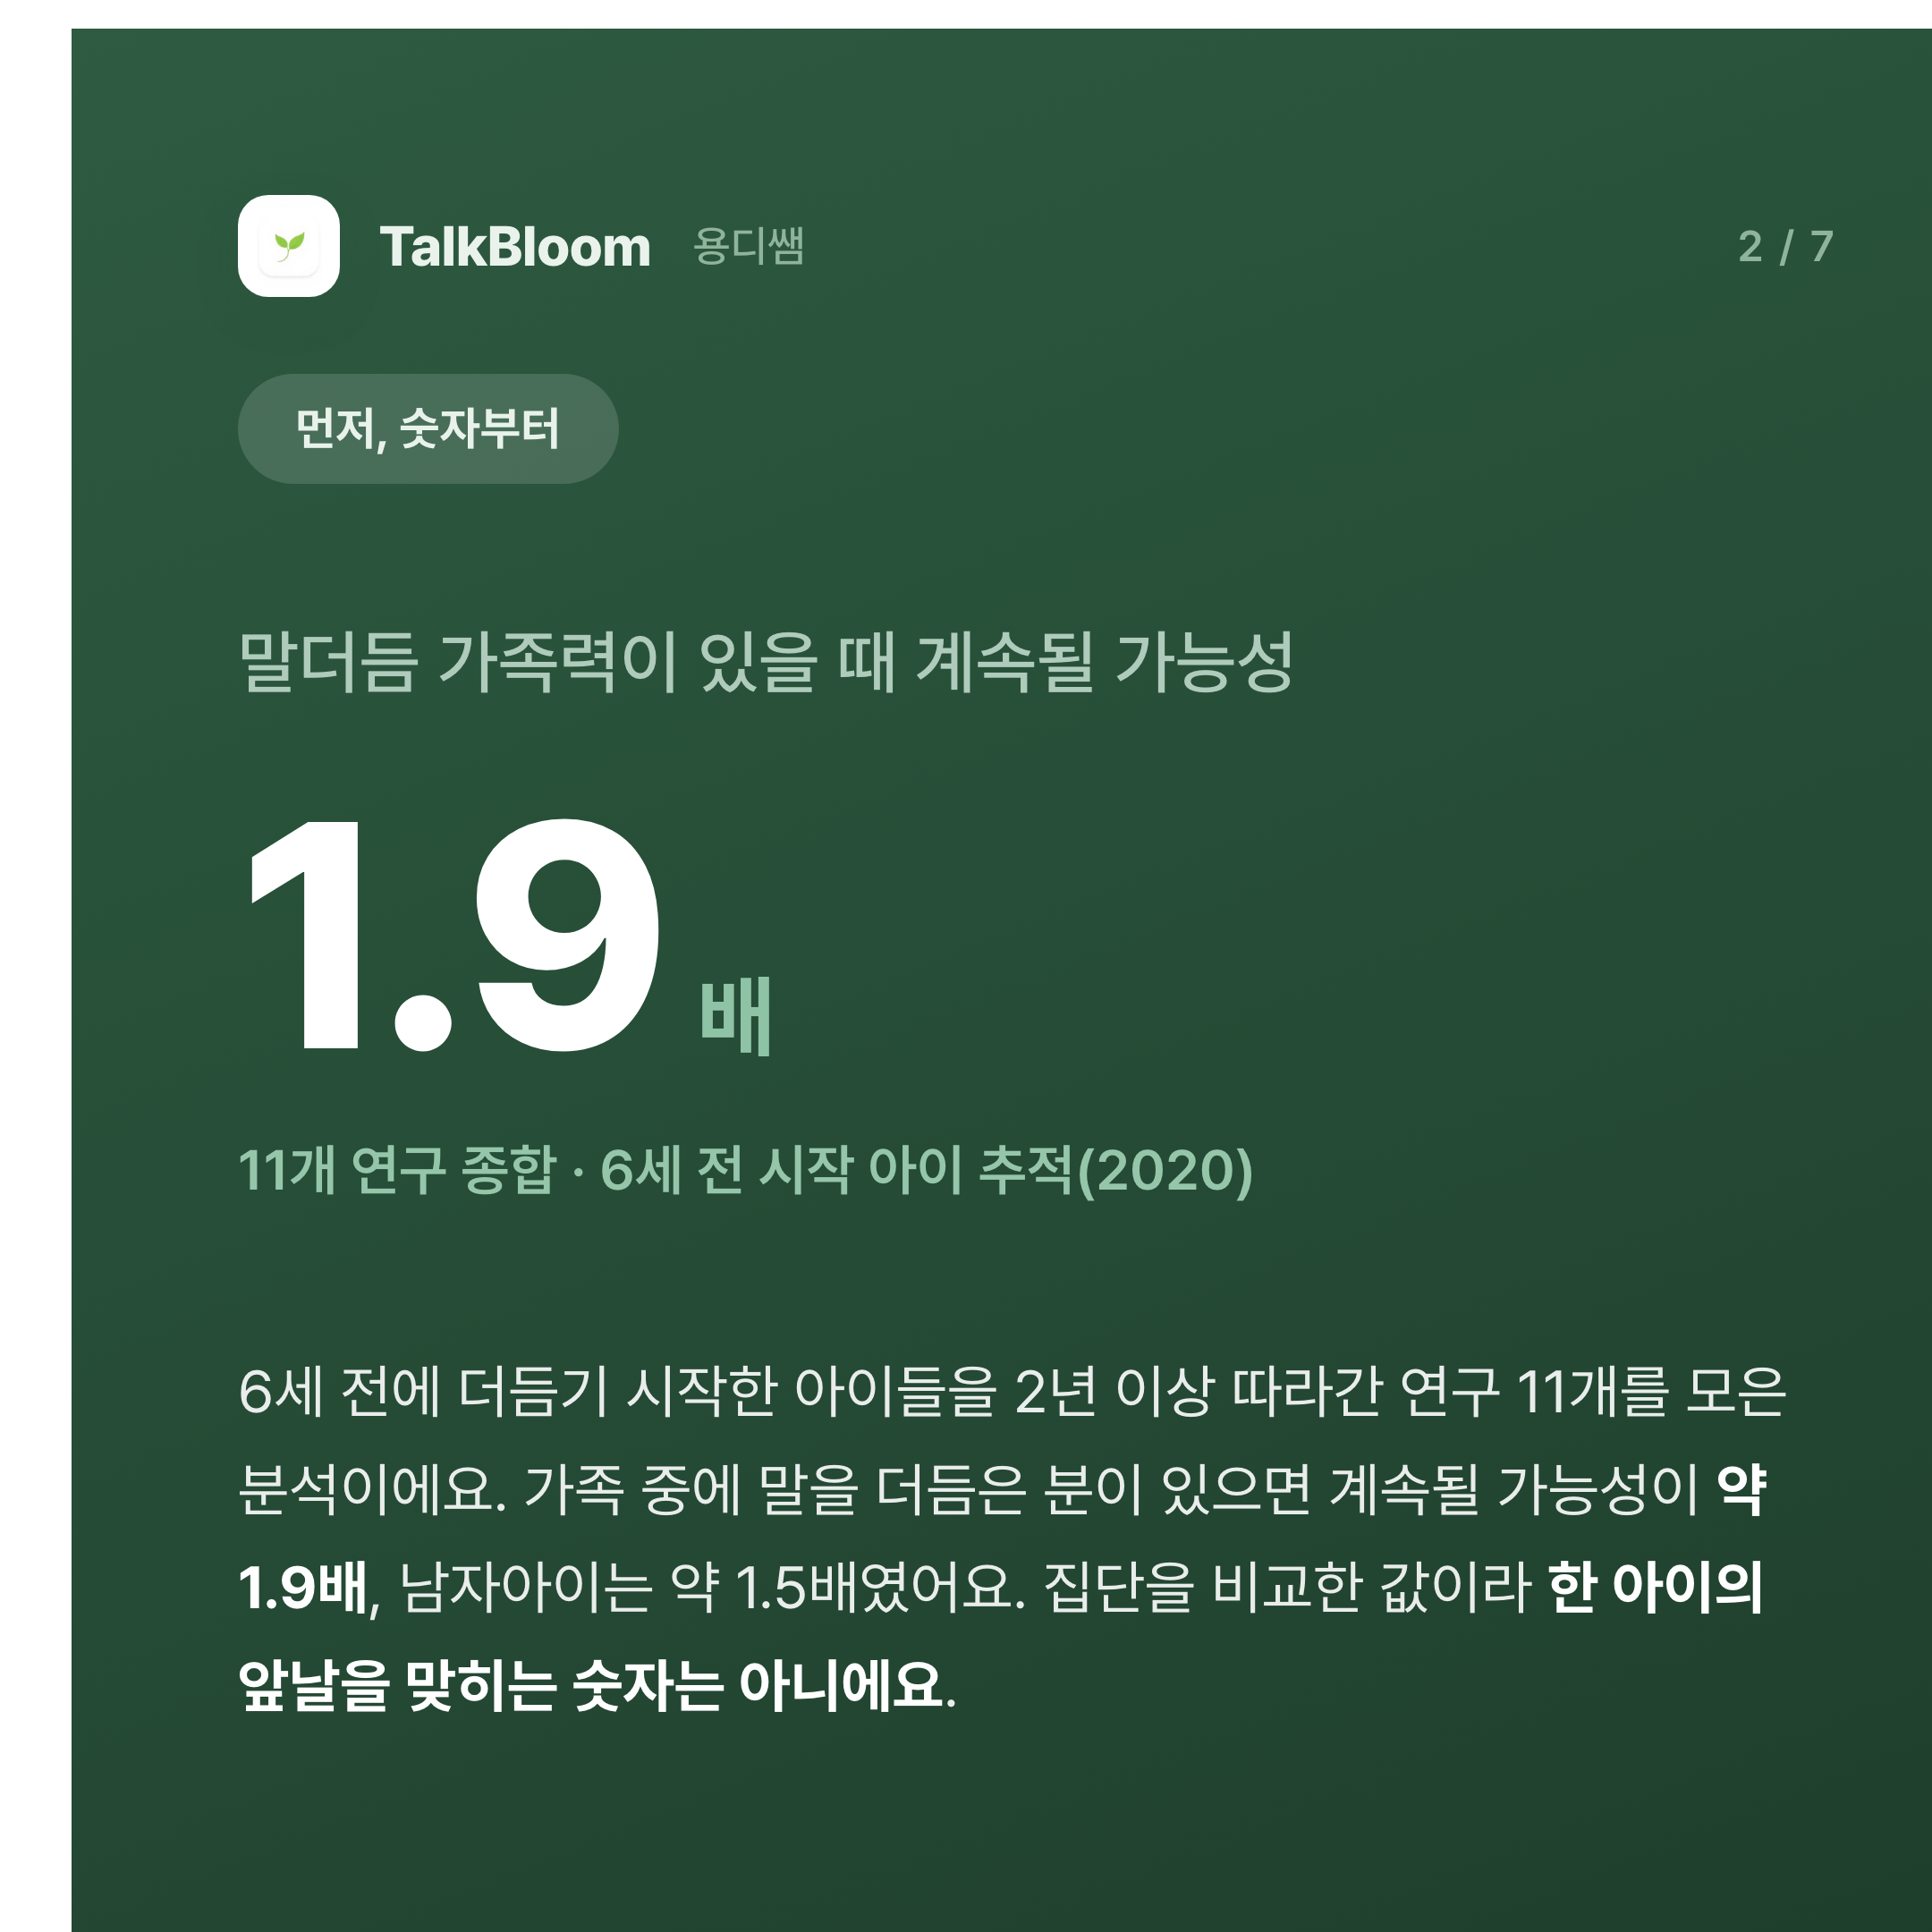 TalkBloom 용디쌤 2 / 7
먼저, 숫자부터
말더듬 가족력이 있을 때 계속될 가능성
1.9 배
11개 연구 종합 · 6세 전 시작 아이 추적(2020)
6세 전에 더듬기 시작한 아이들을 2년 이상 따라간 연구 11개를 모은
분석이에요. 가족 중에 말을 더듬은 분이 있으면 계속될 가능성이 약
1.9배, 남자아이는 약 1.5배였어요. 집단을 비교한 값이라 한 아이의
앞날을 맞히는 숫자는 아니에요.